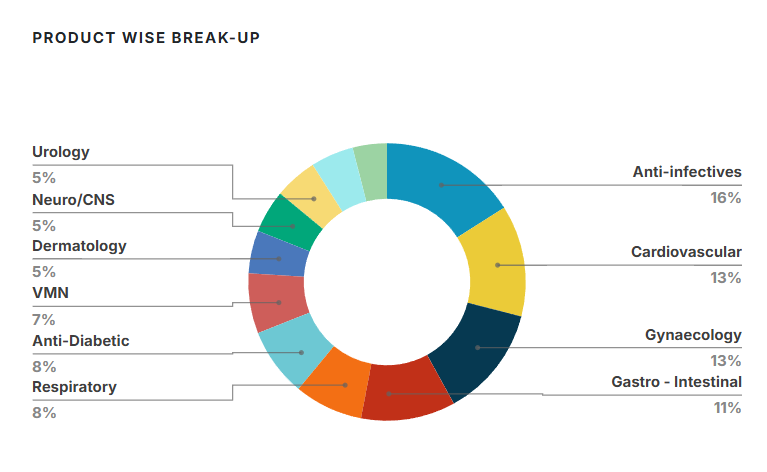 PRODUCT WISE BREAK-UP
Urology
5%
Neuro/CNS
5%
Dermatology
5%
VMN
7%
Anti-Diabetic
8%
Respiratory
8%
Anti-infectives
16%
Cardiovascular
13%
Gynaecology
13%
Gastro - Intestinal
11%